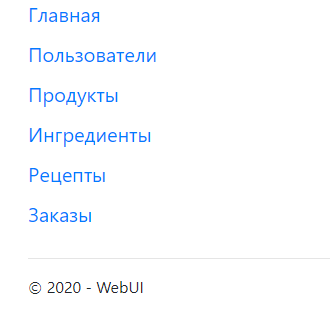 Главная
Пользователи
Продукты
Ингредиенты
Рецепты
Заказы
© 2020 - WebUI